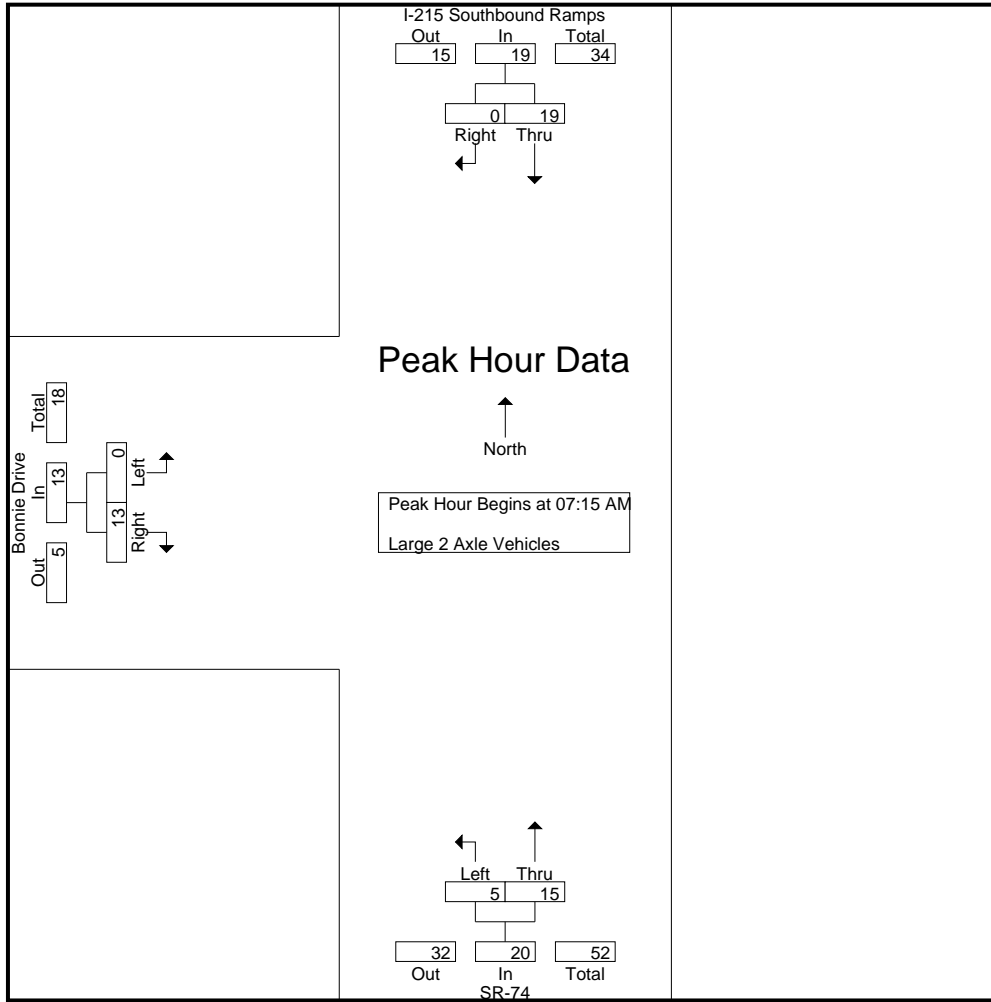 I-215 Southbound Ramps
Out In Total
15 19 34
0 19
Right Thru
Peak Hour Data
North
Peak Hour Begins at 07:15 AM
Large 2 Axle Vehicles
Bonnie Drive
Out In Total
5 13 18
13 0
Right Left
Left Thru
5 15
32 20 52
Out In Total
SR-74